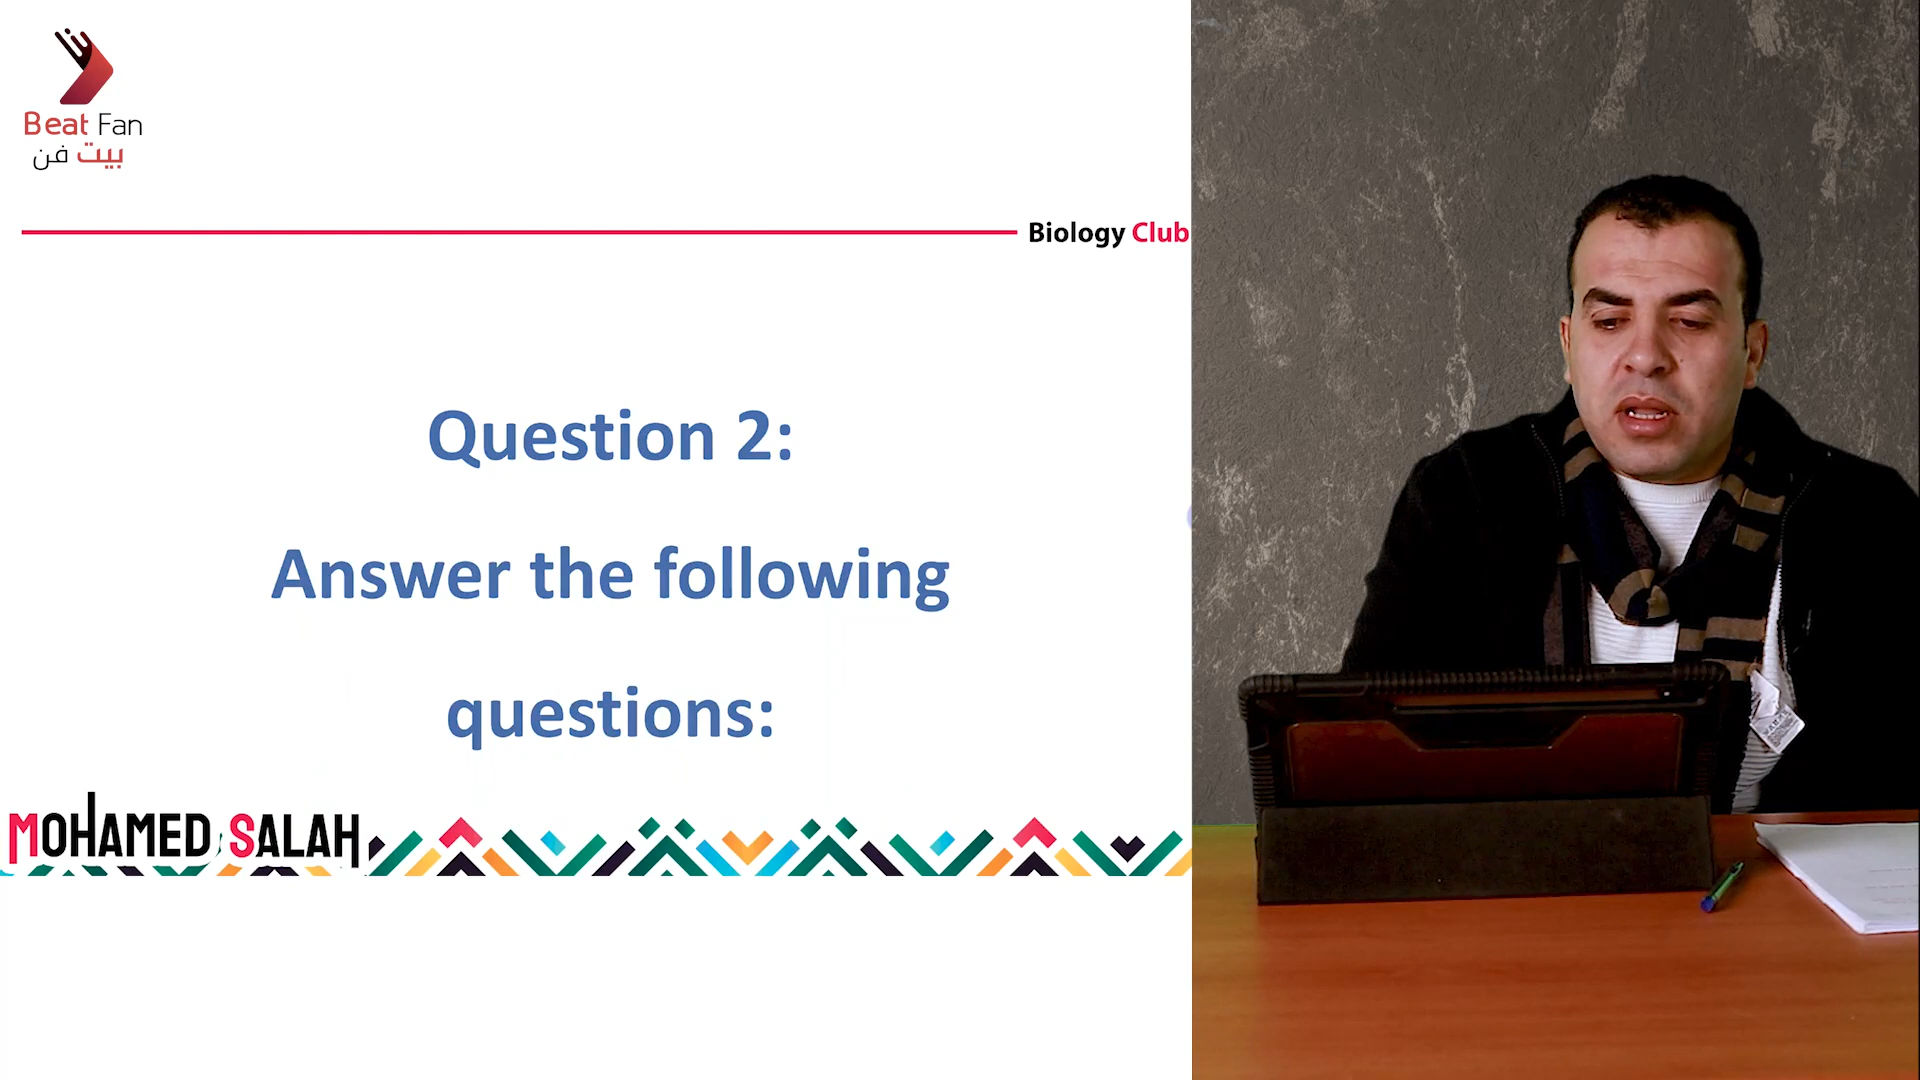 Beat Fan
بيت فن
Biology Club
Question 2:
Answer the following
questions:
MOHAMED SALAH